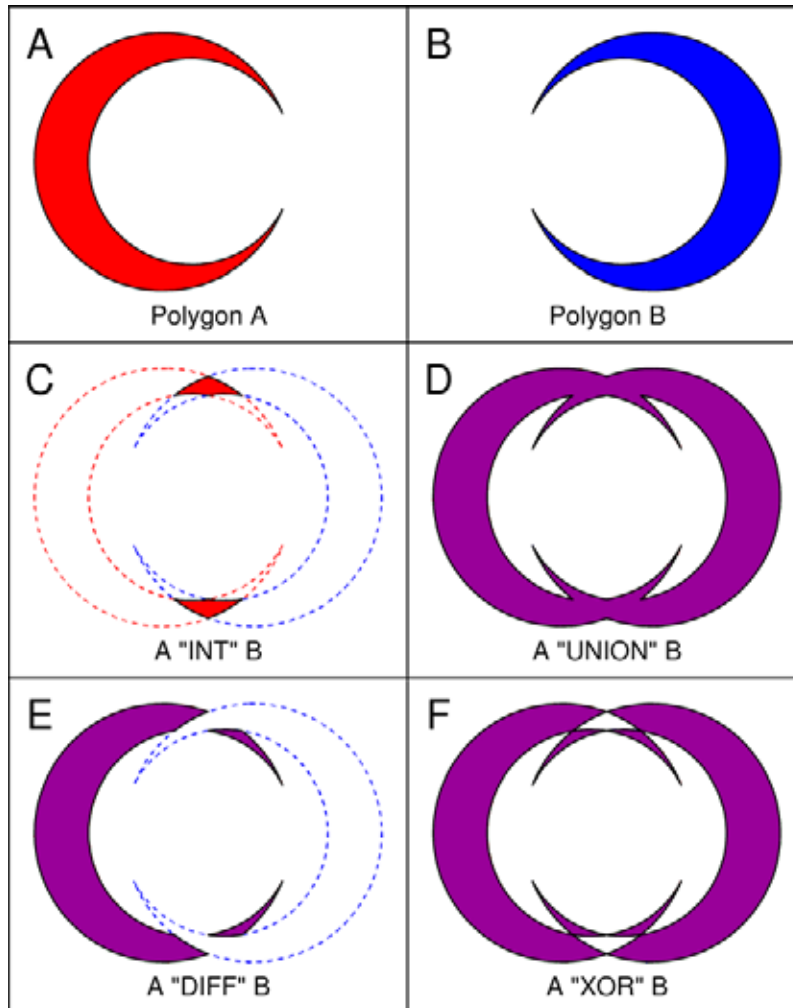 A
B
Polygon A
Polygon B
C
D
A "INT" B
A "UNION" B
E
F
A "DIFF" B
A "XOR" B